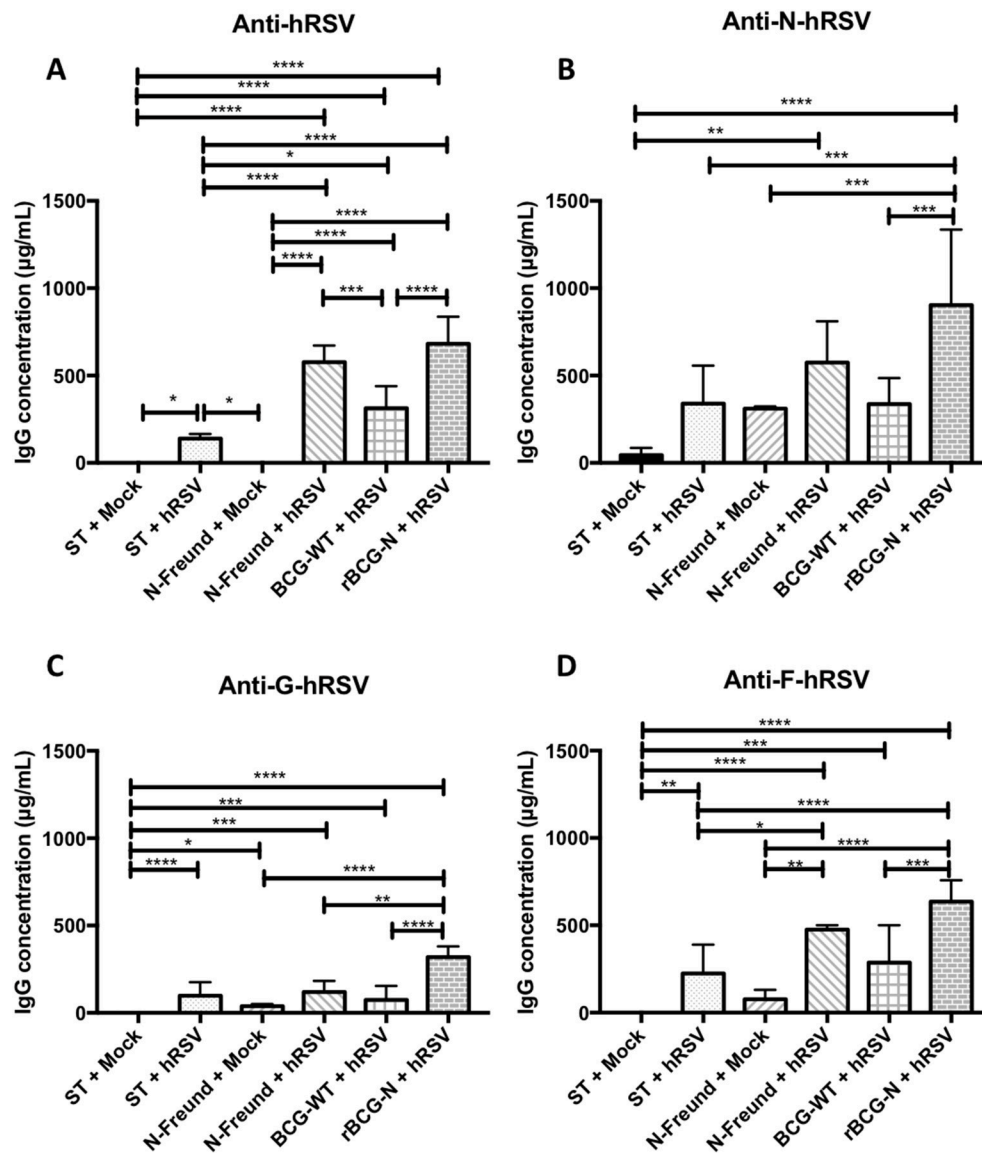 A
Anti-hRSV
****
****
****
****
*
****
****
****
****
***
****
*
*
IgG concentration (µg/mL)
1500
1000
500
0
ST + Mock
ST + hRSV
N-Freund + Mock
N-Freund + hRSV
BCG-WT + hRSV
rBCG-N + hRSV
B
Anti-N-hRSV
****
**
***
***
***
IgG concentration (µg/mL)
1500
1000
500
0
ST + Mock
ST + hRSV
N-Freund + Mock
N-Freund + hRSV
BCG-WT + hRSV
rBCG-N + hRSV
C
Anti-G-hRSV
****
***
***
*
****
****
**
****
IgG concentration (µg/mL)
1500
1000
500
0
ST + Mock
ST + hRSV
N-Freund + Mock
N-Freund + hRSV
BCG-WT + hRSV
rBCG-N + hRSV
D
Anti-F-hRSV
****
***
****
**
****
*
****
**
***
IgG concentration (µg/mL)
1500
1000
500
0
ST + Mock
ST + hRSV
N-Freund + Mock
N-Freund + hRSV
BCG-WT + hRSV
rBCG-N + hRSV